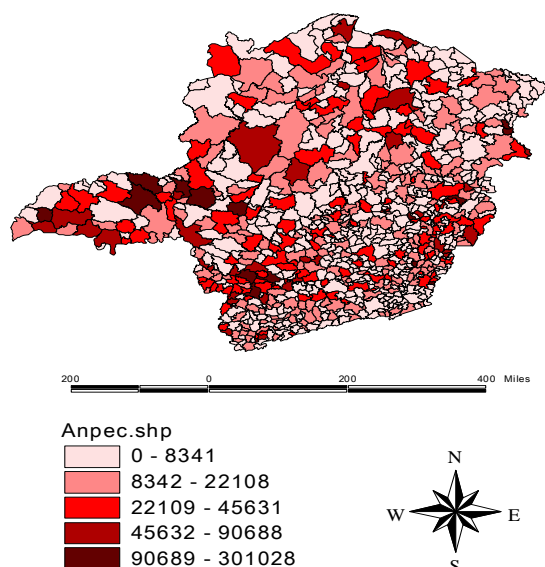 200 0 200 400 Miles
Anpec.shp
0 - 8341
8342 - 22108
22109 - 45631
45632 - 90688
90689 - 301028
N
W E
S